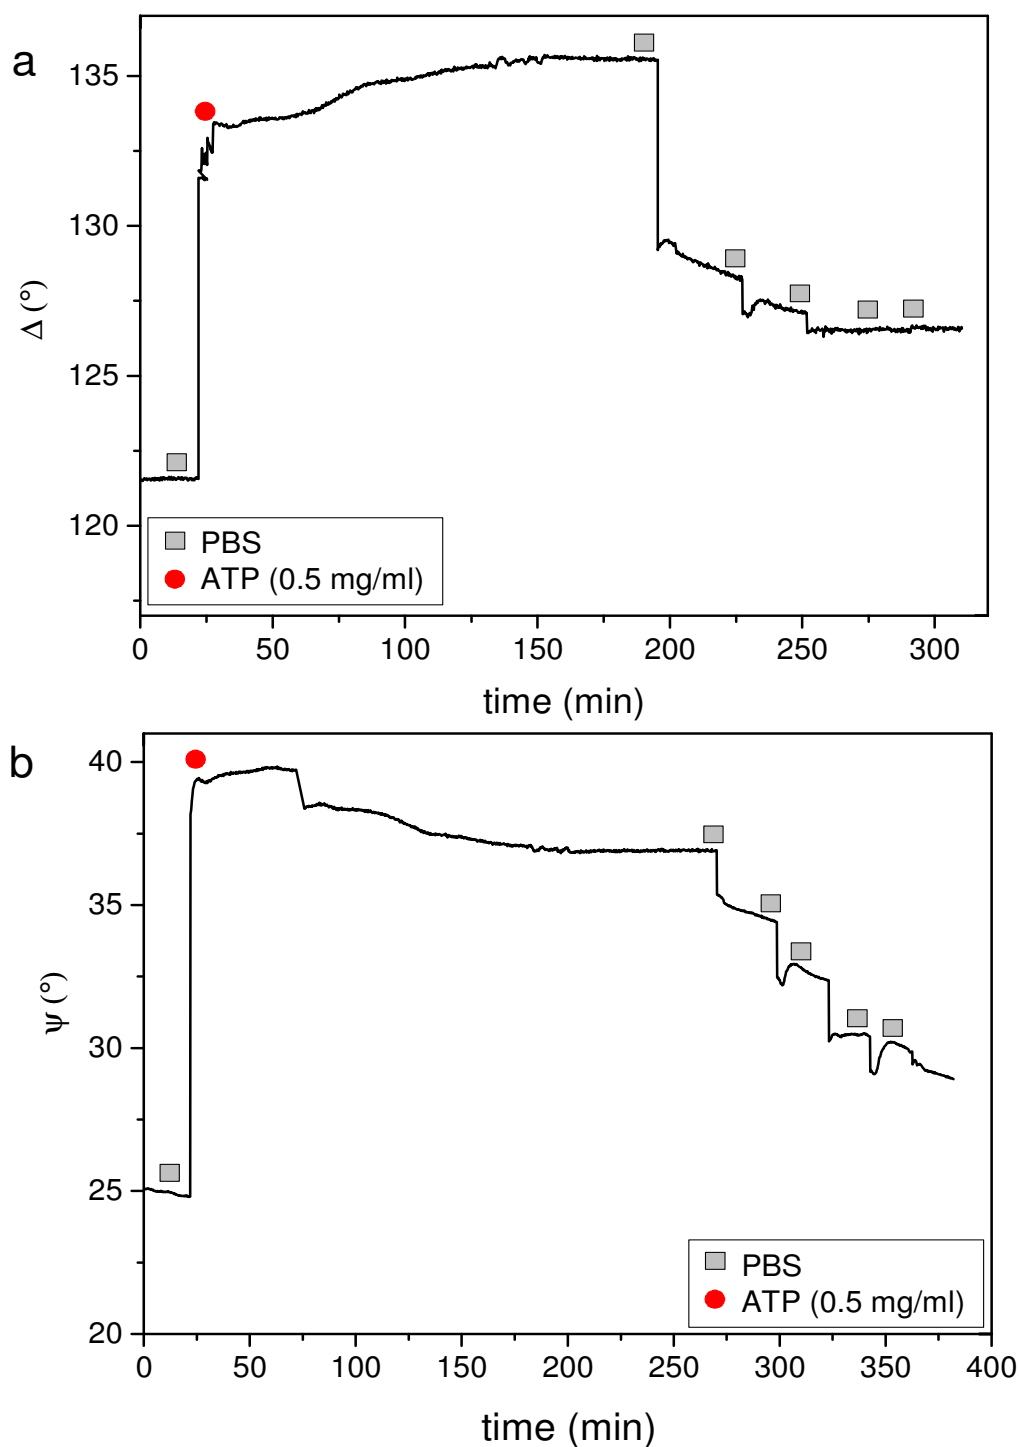 a
135
130
125
120
Δ (°)
PBS
ATP (0.5 mg/ml)
0 50 100 150 200 250 300
time (min)
b
40
35
30
25
20
ψ (°)
PBS
ATP (0.5 mg/ml)
0 50 100 150 200 250 300 350 400
time (min)